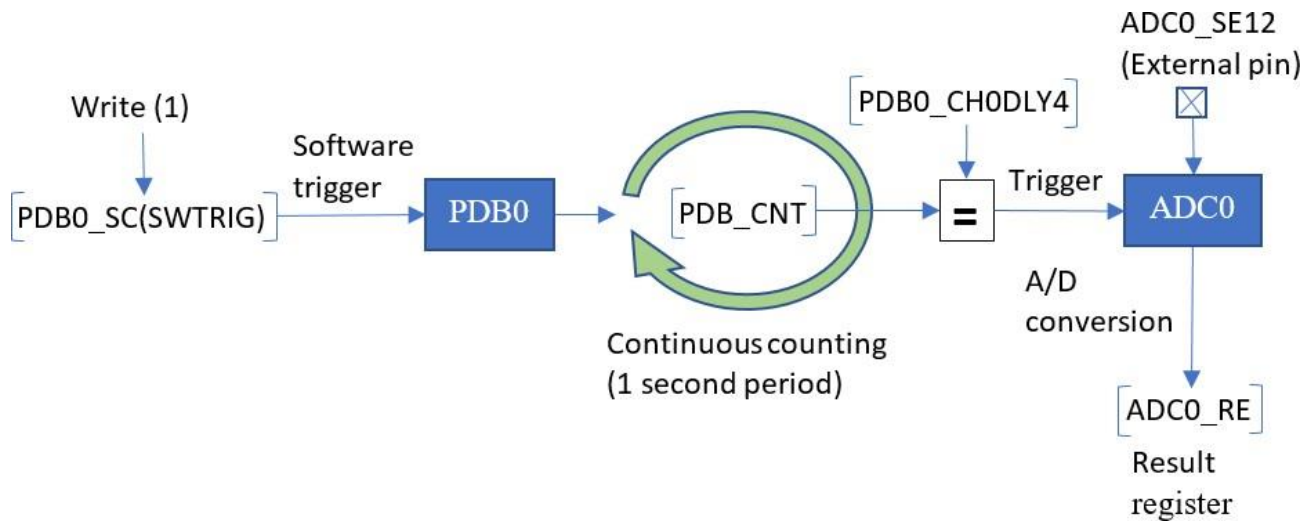 Write (1)
[PDB0_SC(SWTRIG)]
Software
trigger
PDB0
[PDB_CNT]
Continuous counting
(1 second period)
[PDB0_CH0DLY4]
=
Trigger
ADC0_SE12
(External pin)
ADC0
A/D
conversion
[ADC0_RE]
Result
register